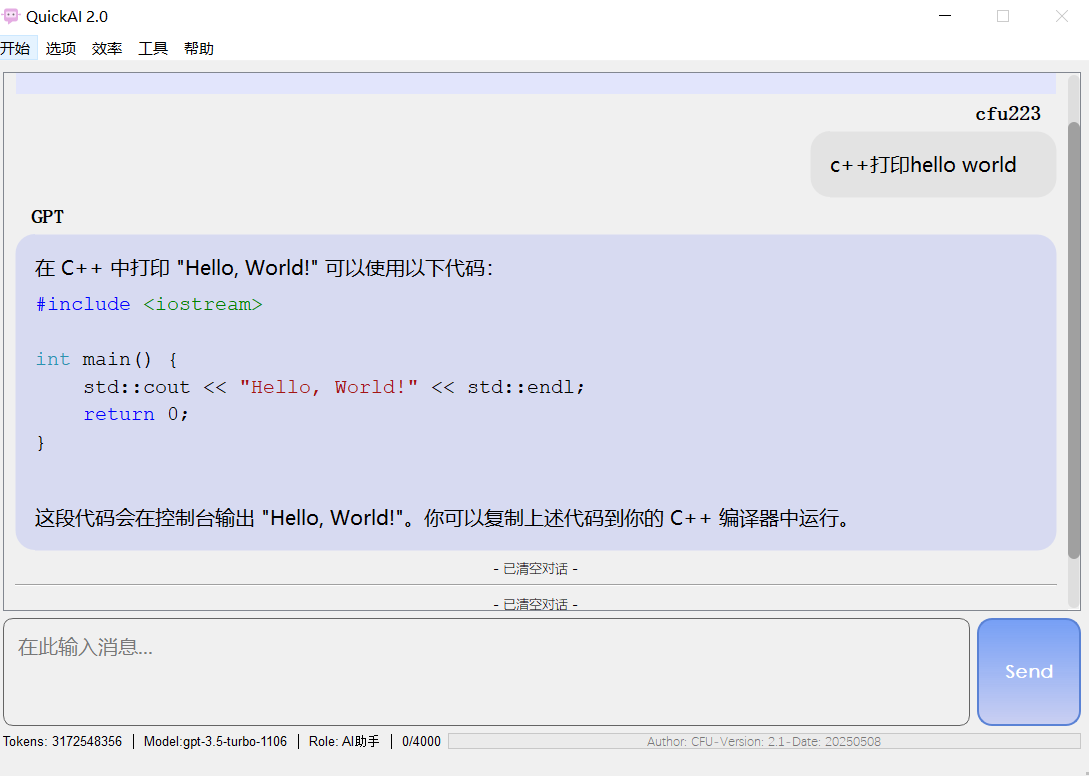 QuickAI 2.0
开始 选项 效率 工具 帮助
cfu223
c++打印hello world
GPT
在 C++ 中打印 "Hello, World!" 可以使用以下代码：
#include <iostream>
int main() {
    std::cout << "Hello, World!" << std::endl;
    return 0;
}
这段代码会在控制台输出 "Hello, World!"。你可以复制上述代码到你的 C++ 编译器中运行。
- 已清空对话 -
- 已清空对话 -
在此输入消息...
Send
Tokens: 3172548356 | Model:gpt-3.5-turbo-1106 | Role: AI助手 | 0/4000 Author: CFU-Version: 2.1-Date: 20250508